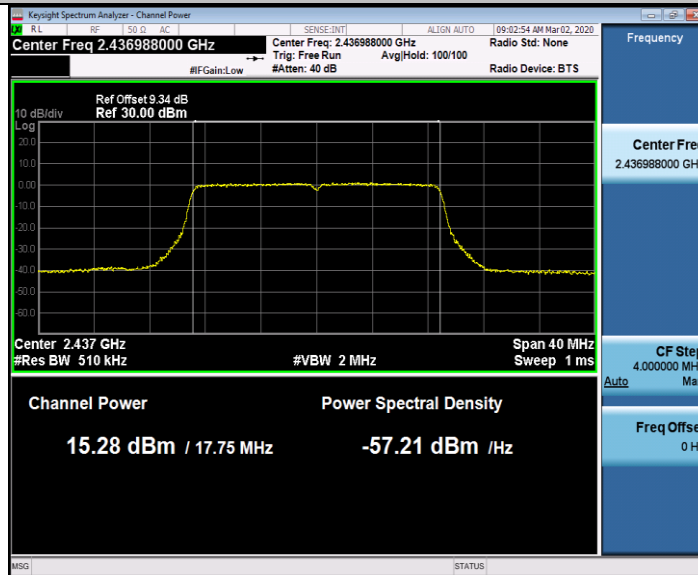 Keysight Spectrum Analyzer - Channel Power
RL RF 50 Ω AC SENSE:INT ALIGN AUTO 09:02:54 AM Mar 02, 2020
Center Freq 2.436988000 GHz
Center Freq: 2.436988000 GHz Radio Std: None
Trig: Free Run Avg|Hold: 100/100
#IFGain:Low #Atten: 40 dB Radio Device: BTS
Ref Offset 9.34 dB
10 dB/div Ref 30.00 dBm
Log
20.0
10.0
0.00
-10.0
-20.0
-30.0
-40.0
-50.0
-60.0
Center 2.437 GHz Span 40 MHz
#Res BW 510 kHz #VBW 2 MHz Sweep 1 ms
Channel Power Power Spectral Density
15.28 dBm / 17.75 MHz -57.21 dBm /Hz
MSG STATUS
Frequency
Center Fre
2.436988000 GH
CF Step
4.000000 MH
Auto Ma
Freq Offse
0 H